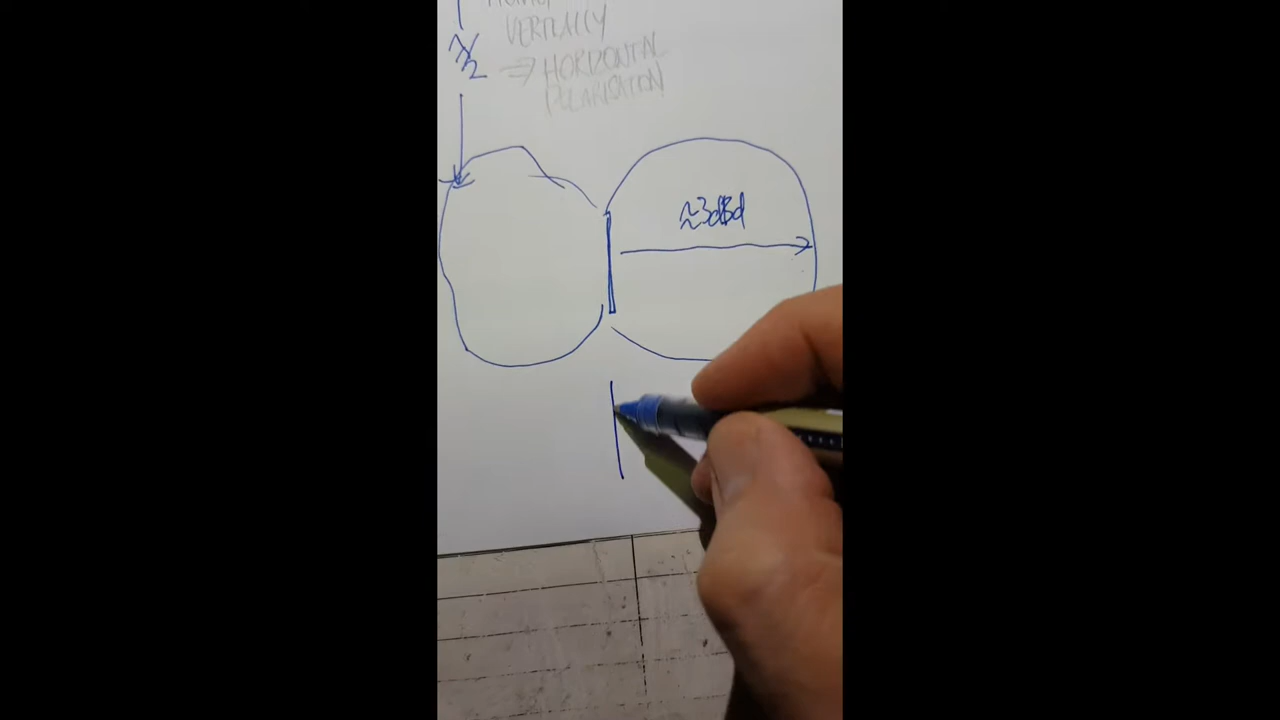 VERTICALLY
λ/2
⇒ HORIZONTAL
POLARISATION
≈3dBd